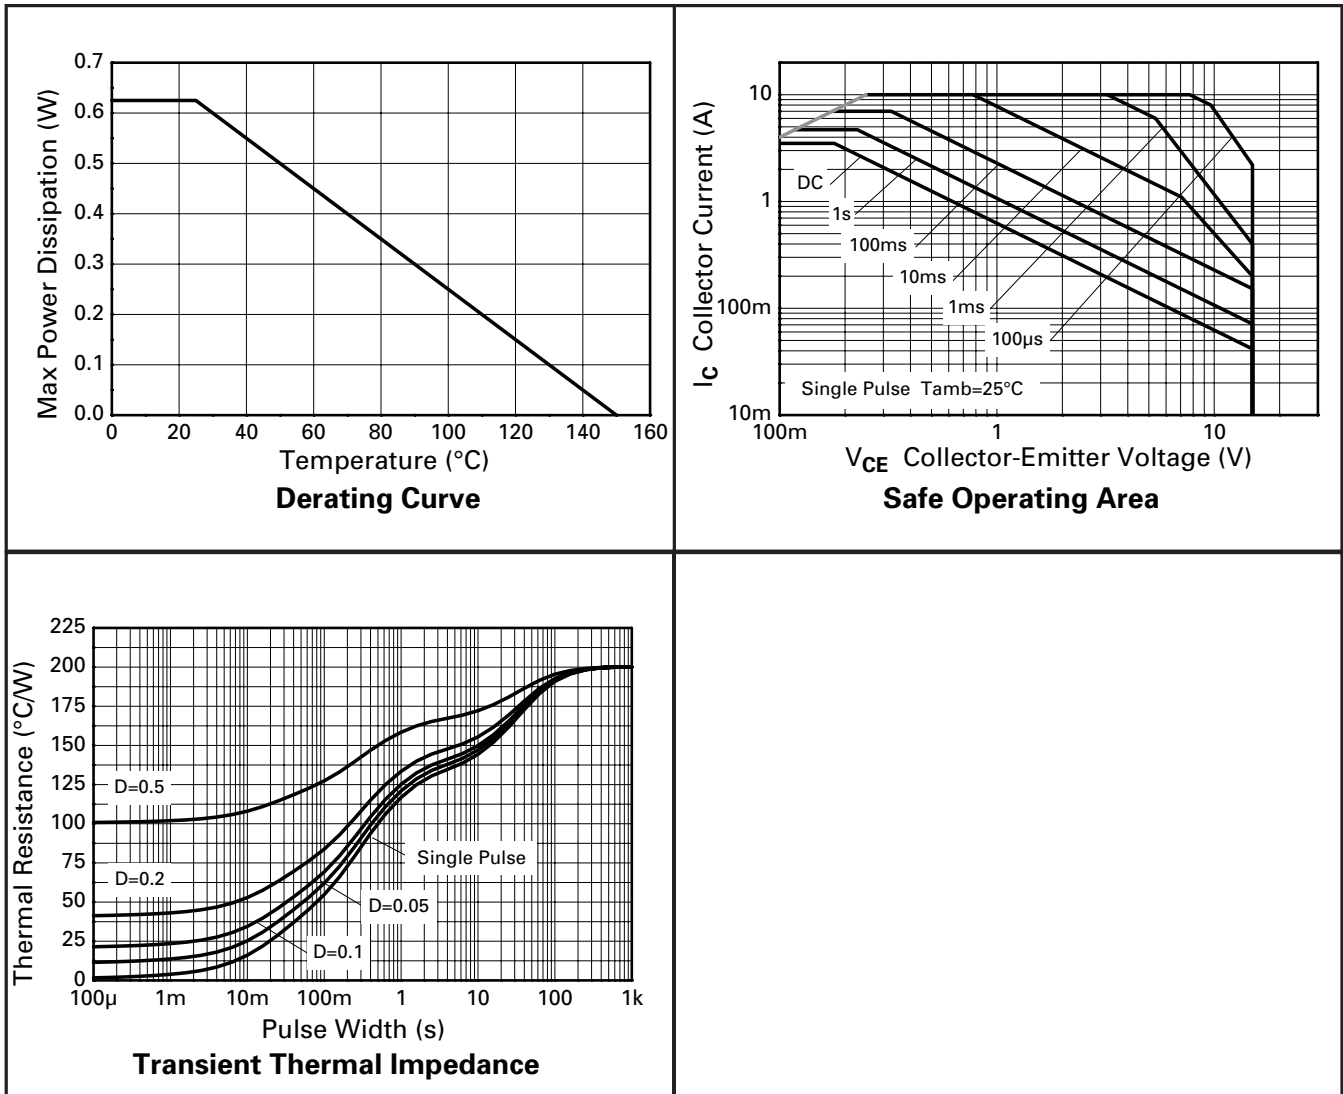 0.7
0.6
0.5
0.4
0.3
0.2
0.1
0.0
Max Power Dissipation (W)
0 20 40 60 80 100 120 140 160
Temperature (°C)
Derating Curve
10
1
100m
10m
IC Collector Current (A)
DC
1s
100ms
10ms
1ms
100µs
Single Pulse Tamb=25°C
100m 1 10
VCE Collector-Emitter Voltage (V)
Safe Operating Area
225
200
175
150
125
100
75
50
25
0
Thermal Resistance (°C/W)
D=0.5
D=0.2
Single Pulse
D=0.05
D=0.1
100µ 1m 10m 100m 1 10 100 1k
Pulse Width (s)
Transient Thermal Impedance